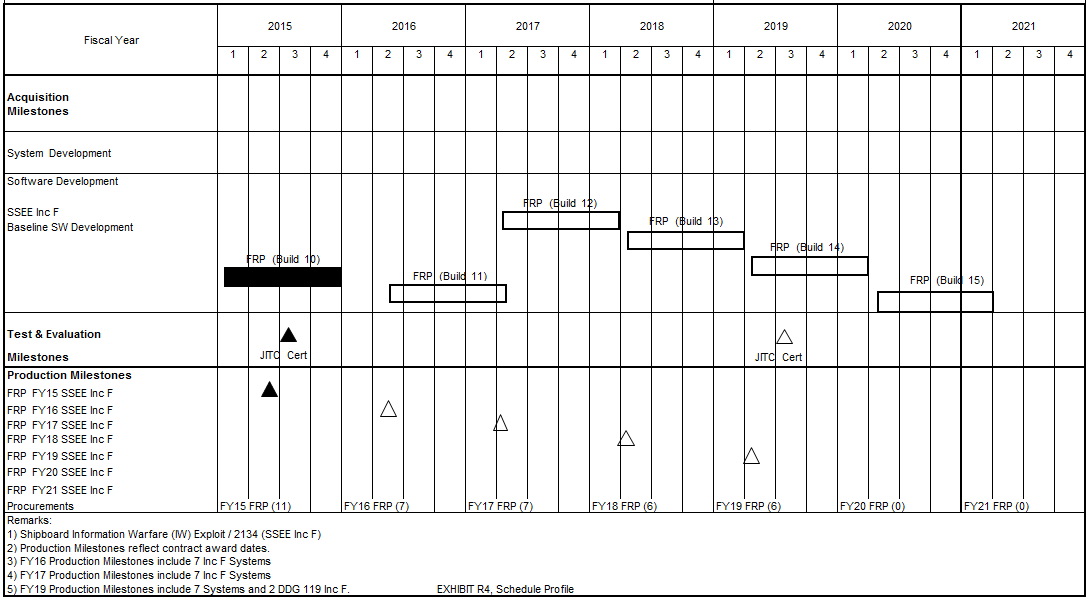 Fiscal Year 2015 2016 2017 2018 2019 2020 2021
1 2 3 4 1 2 3 4 1 2 3 4 1 2 3 4 1 2 3 4 1 2 3 4 1 2 3 4
Acquisition
Milestones
System Development
Software Development
FRP (Build 12)
SSEE Inc F
FRP (Build 13)
Baseline SW Development
FRP (Build 14)
FRP (Build 10)
FRP (Build 11)
FRP (Build 15)
Test & Evaluation
Milestones JITC Cert JITC Cert
Production Milestones
FRP FY15 SSEE Inc F
FRP FY16 SSEE Inc F
FRP FY17 SSEE Inc F
FRP FY18 SSEE Inc F
FRP FY19 SSEE Inc F
FRP FY20 SSEE Inc F
FRP FY21 SSEE Inc F
Procurements FY15 FRP (11) FY16 FRP (7) FY17 FRP (7) FY18 FRP (6) FY19 FRP (6) FY20 FRP (0) FY21 FRP (0)
Remarks:
1) Shipboard Information Warfare (IW) Exploit / 2134 (SSEE Inc F)
2) Production Milestones reflect contract award dates.
3) FY16 Production Milestones include 7 Inc F Systems
4) FY17 Production Milestones include 7 Inc F Systems
5) FY19 Production Milestones include 7 Systems and 2 DDG 119 Inc F. EXHIBIT R4, Schedule Profile